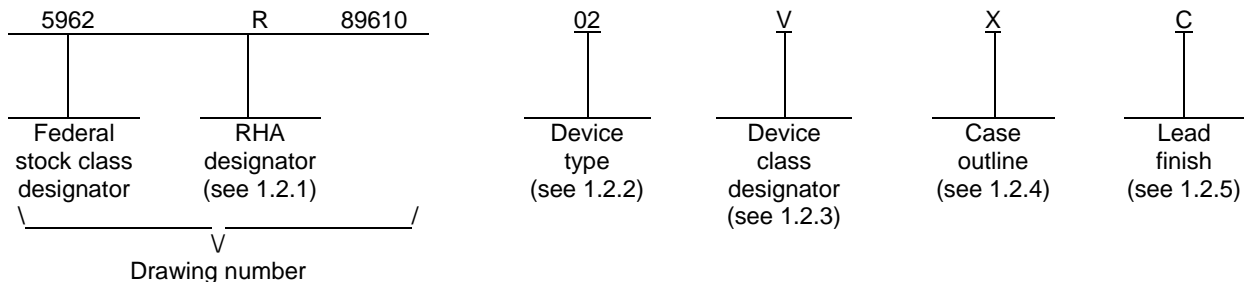 5962 R 89610 02 V X C
Federal stock class designator
RHA designator (see 1.2.1)
Device type (see 1.2.2)
Device class designator (see 1.2.3)
Case outline (see 1.2.4)
Lead finish (see 1.2.5)
\ /
\/
Drawing number